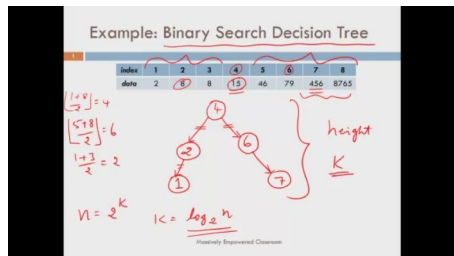 Example: Binary Search Decision Tree
1
index 1 2 3 4 5 6 7 8
data 2 8 8 15 46 79 456 8765
⌊1+8/2⌋ = 4
⌊5+8/2⌋ = 6
1+3/2 = 2
4
2 6
1 7
height
K
n = 2^K
K = log₂ n
Massively Empowered Classroom